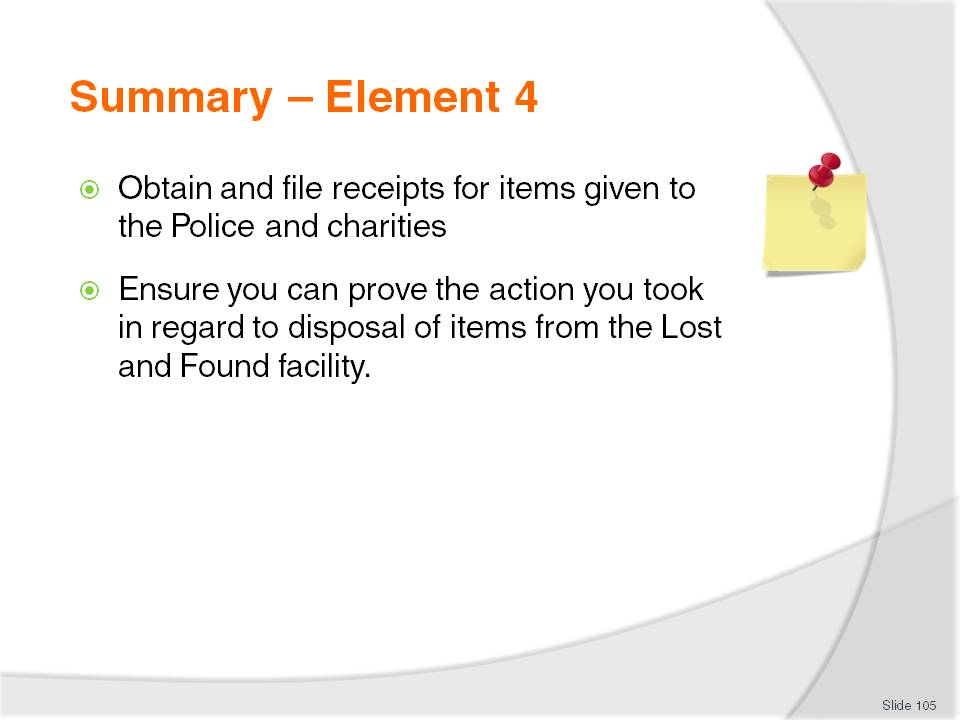 Summary – Element 4
Obtain and file receipts for items given to
the Police and charities
Ensure you can prove the action you took
in regard to disposal of items from the Lost
and Found facility.
Slide 105